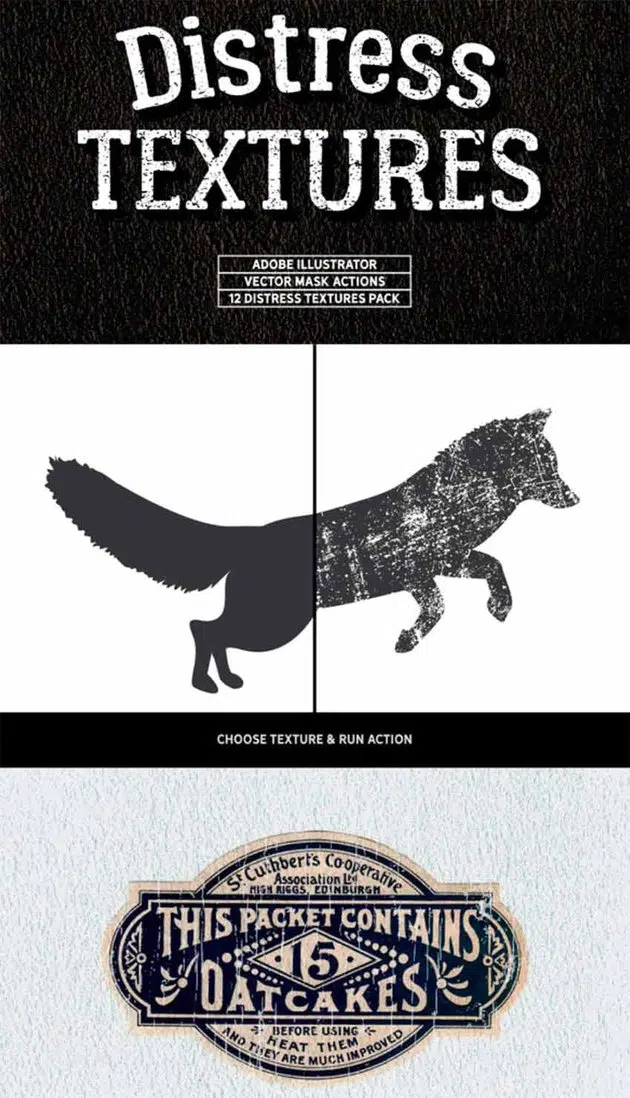 Distress
TEXTURES
ADOBE ILLUSTRATOR
VECTOR MASK ACTIONS
12 DISTRESS TEXTURES PACK
CHOOSE TEXTURE & RUN ACTION
St Cuthbert's Co-operative
Association Ltd
HIGH RIGGS, EDINBURGH
THIS PACKET CONTAINS
15
OATCAKES
BEFORE USING
HEAT THEM
AND THEY ARE MUCH IMPROVED